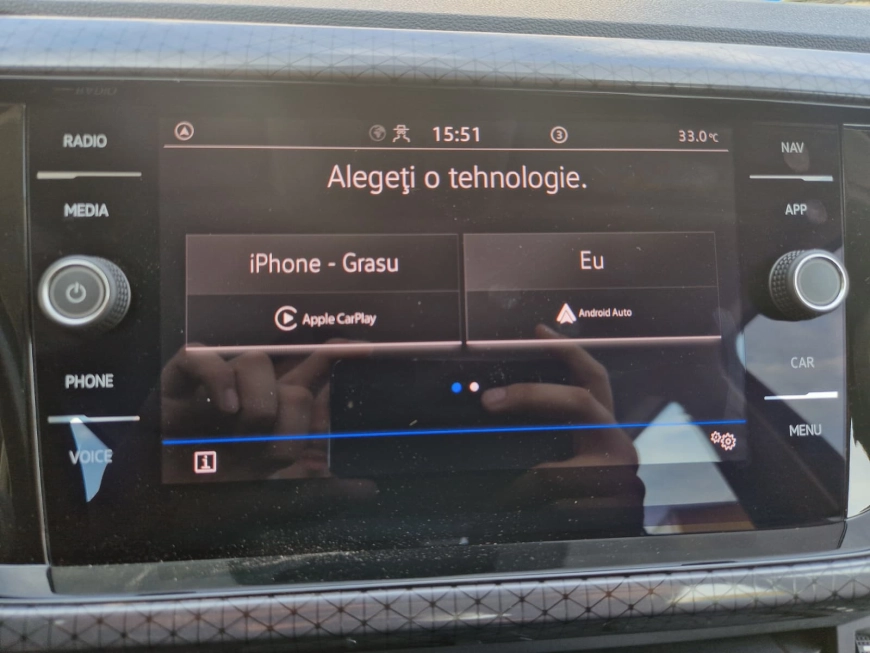 RADIO
MEDIA
PHONE
VOICE
15:51
3
33.0°C
Alegeţi o tehnologie.
iPhone - Grasu
Apple CarPlay
Eu
Android Auto
i
NAV
APP
CAR
MENU